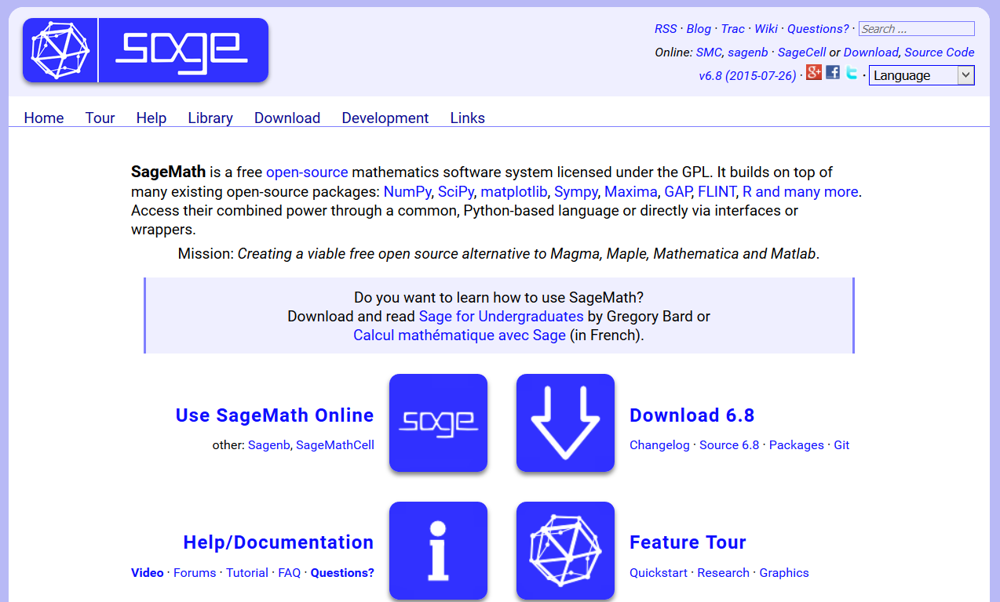 sage
RSS · Blog · Trac · Wiki · Questions? · Search ...
Online: SMC, sagenb · SageCell or Download, Source Code
v6.8 (2015-07-26) · g+ f · Language
Home Tour Help Library Download Development Links
SageMath is a free open-source mathematics software system licensed under the GPL. It builds on top of
many existing open-source packages: NumPy, SciPy, matplotlib, Sympy, Maxima, GAP, FLINT, R and many more.
Access their combined power through a common, Python-based language or directly via interfaces or
wrappers.
Mission: Creating a viable free open source alternative to Magma, Maple, Mathematica and Matlab.
Do you want to learn how to use SageMath?
Download and read Sage for Undergraduates by Gregory Bard or
Calcul mathématique avec Sage (in French).
Use SageMath Online
other: Sagenb, SageMathCell
sage
Download 6.8
Changelog · Source 6.8 · Packages · Git
Help/Documentation
Video · Forums · Tutorial · FAQ · Questions?
i
Feature Tour
Quickstart · Research · Graphics